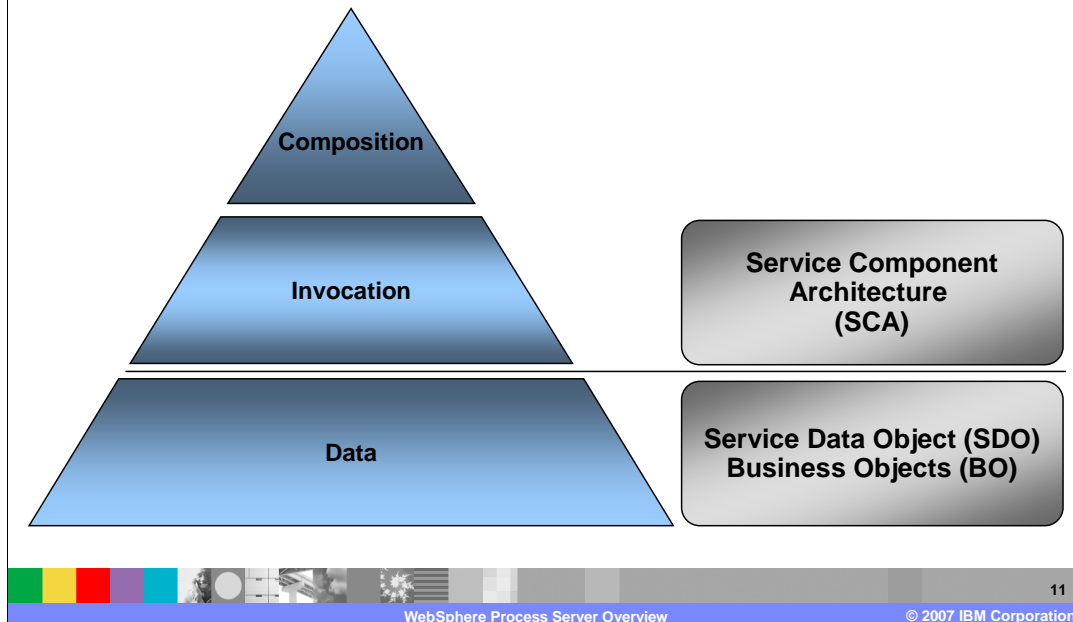 Composition
Invocation
Service Component
Architecture
(SCA)
Data
Service Data Object (SDO)
Business Objects (BO)
11
WebSphere Process Server Overview
© 2007 IBM Corporation